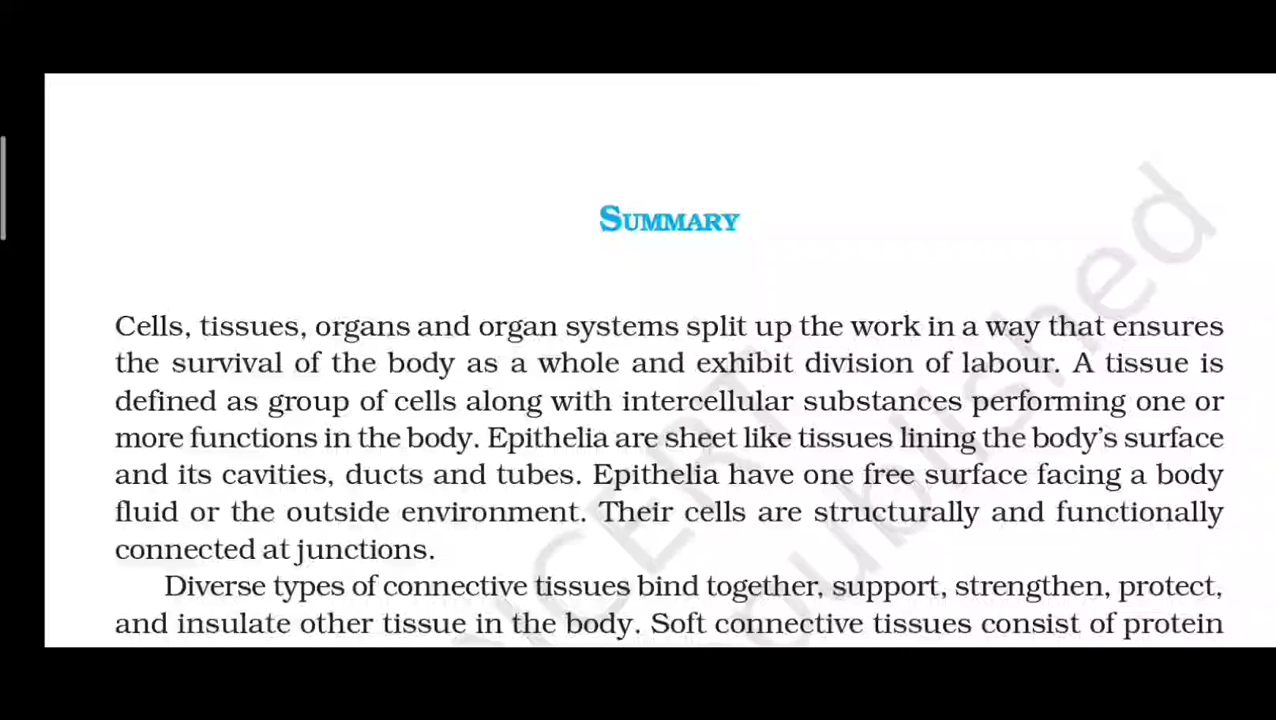 SUMMARY
Cells, tissues, organs and organ systems split up the work in a way that ensures
the survival of the body as a whole and exhibit division of labour. A tissue is
defined as group of cells along with intercellular substances performing one or
more functions in the body. Epithelia are sheet like tissues lining the body's surface
and its cavities, ducts and tubes. Epithelia have one free surface facing a body
fluid or the outside environment. Their cells are structurally and functionally
connected at junctions.
Diverse types of connective tissues bind together, support, strengthen, protect,
and insulate other tissue in the body. Soft connective tissues consist of protein
NCERT
published